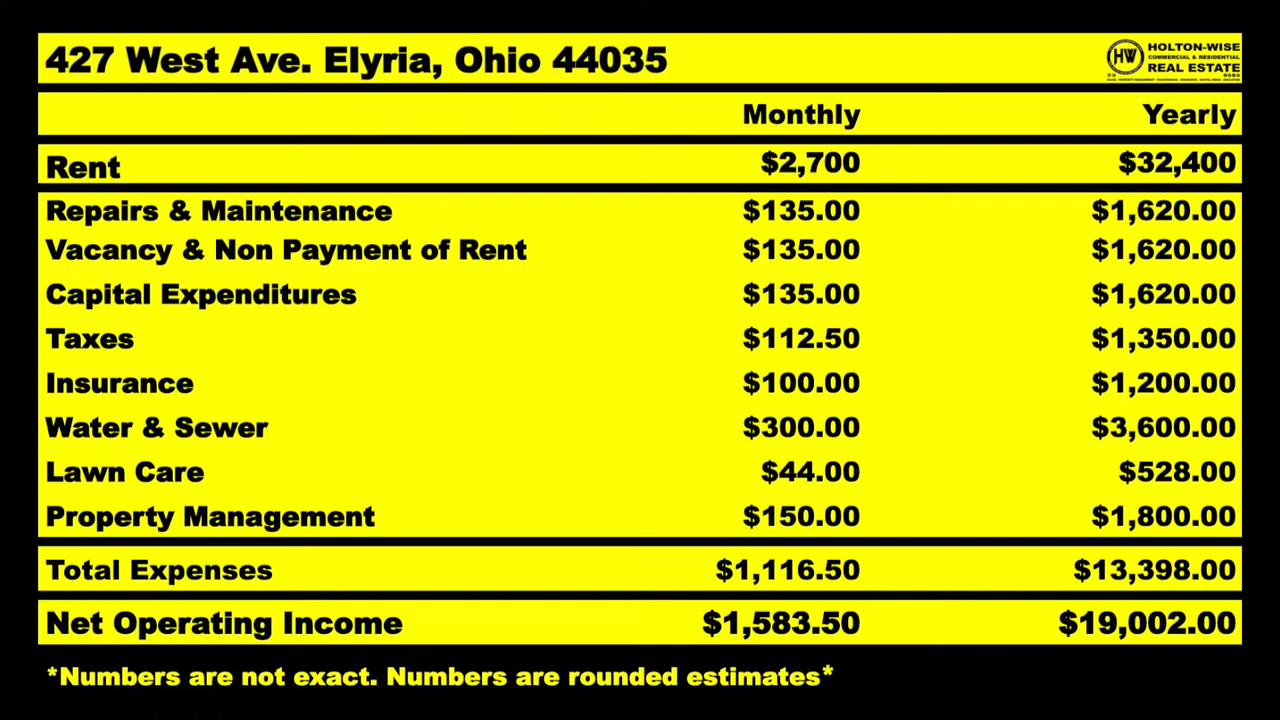 427 West Ave. Elyria, Ohio 44035
HW
HOLTON-WISE
COMMERCIAL & RESIDENTIAL
REAL ESTATE
Monthly Yearly
Rent $2,700 $32,400
Repairs & Maintenance $135.00 $1,620.00
Vacancy & Non Payment of Rent $135.00 $1,620.00
Capital Expenditures $135.00 $1,620.00
Taxes $112.50 $1,350.00
Insurance $100.00 $1,200.00
Water & Sewer $300.00 $3,600.00
Lawn Care $44.00 $528.00
Property Management $150.00 $1,800.00
Total Expenses $1,116.50 $13,398.00
Net Operating Income $1,583.50 $19,002.00
*Numbers are not exact. Numbers are rounded estimates*